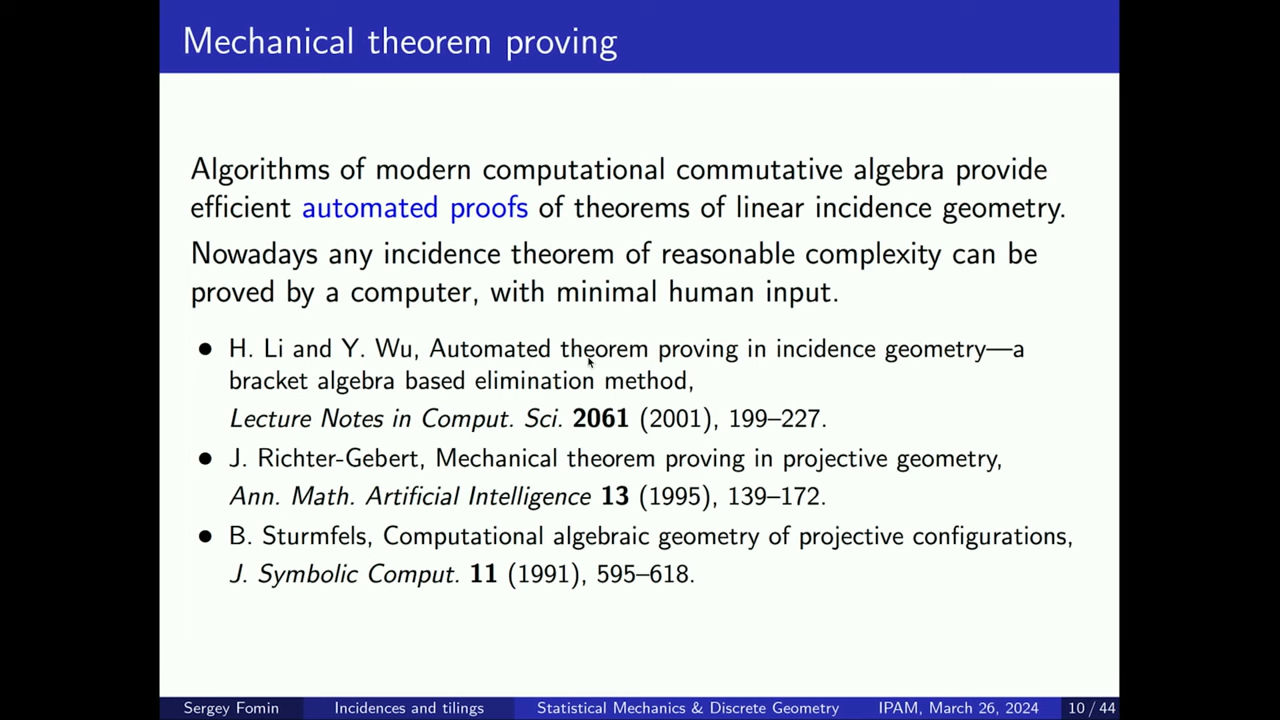 Mechanical theorem proving
Algorithms of modern computational commutative algebra provide
efficient automated proofs of theorems of linear incidence geometry.
Nowadays any incidence theorem of reasonable complexity can be
proved by a computer, with minimal human input.
• H. Li and Y. Wu, Automated theorem proving in incidence geometry—a
bracket algebra based elimination method,
Lecture Notes in Comput. Sci. 2061 (2001), 199–227.
• J. Richter-Gebert, Mechanical theorem proving in projective geometry,
Ann. Math. Artificial Intelligence 13 (1995), 139–172.
• B. Sturmfels, Computational algebraic geometry of projective configurations,
J. Symbolic Comput. 11 (1991), 595–618.
Sergey Fomin Incidences and tilings Statistical Mechanics & Discrete Geometry IPAM, March 26, 2024 10 / 44